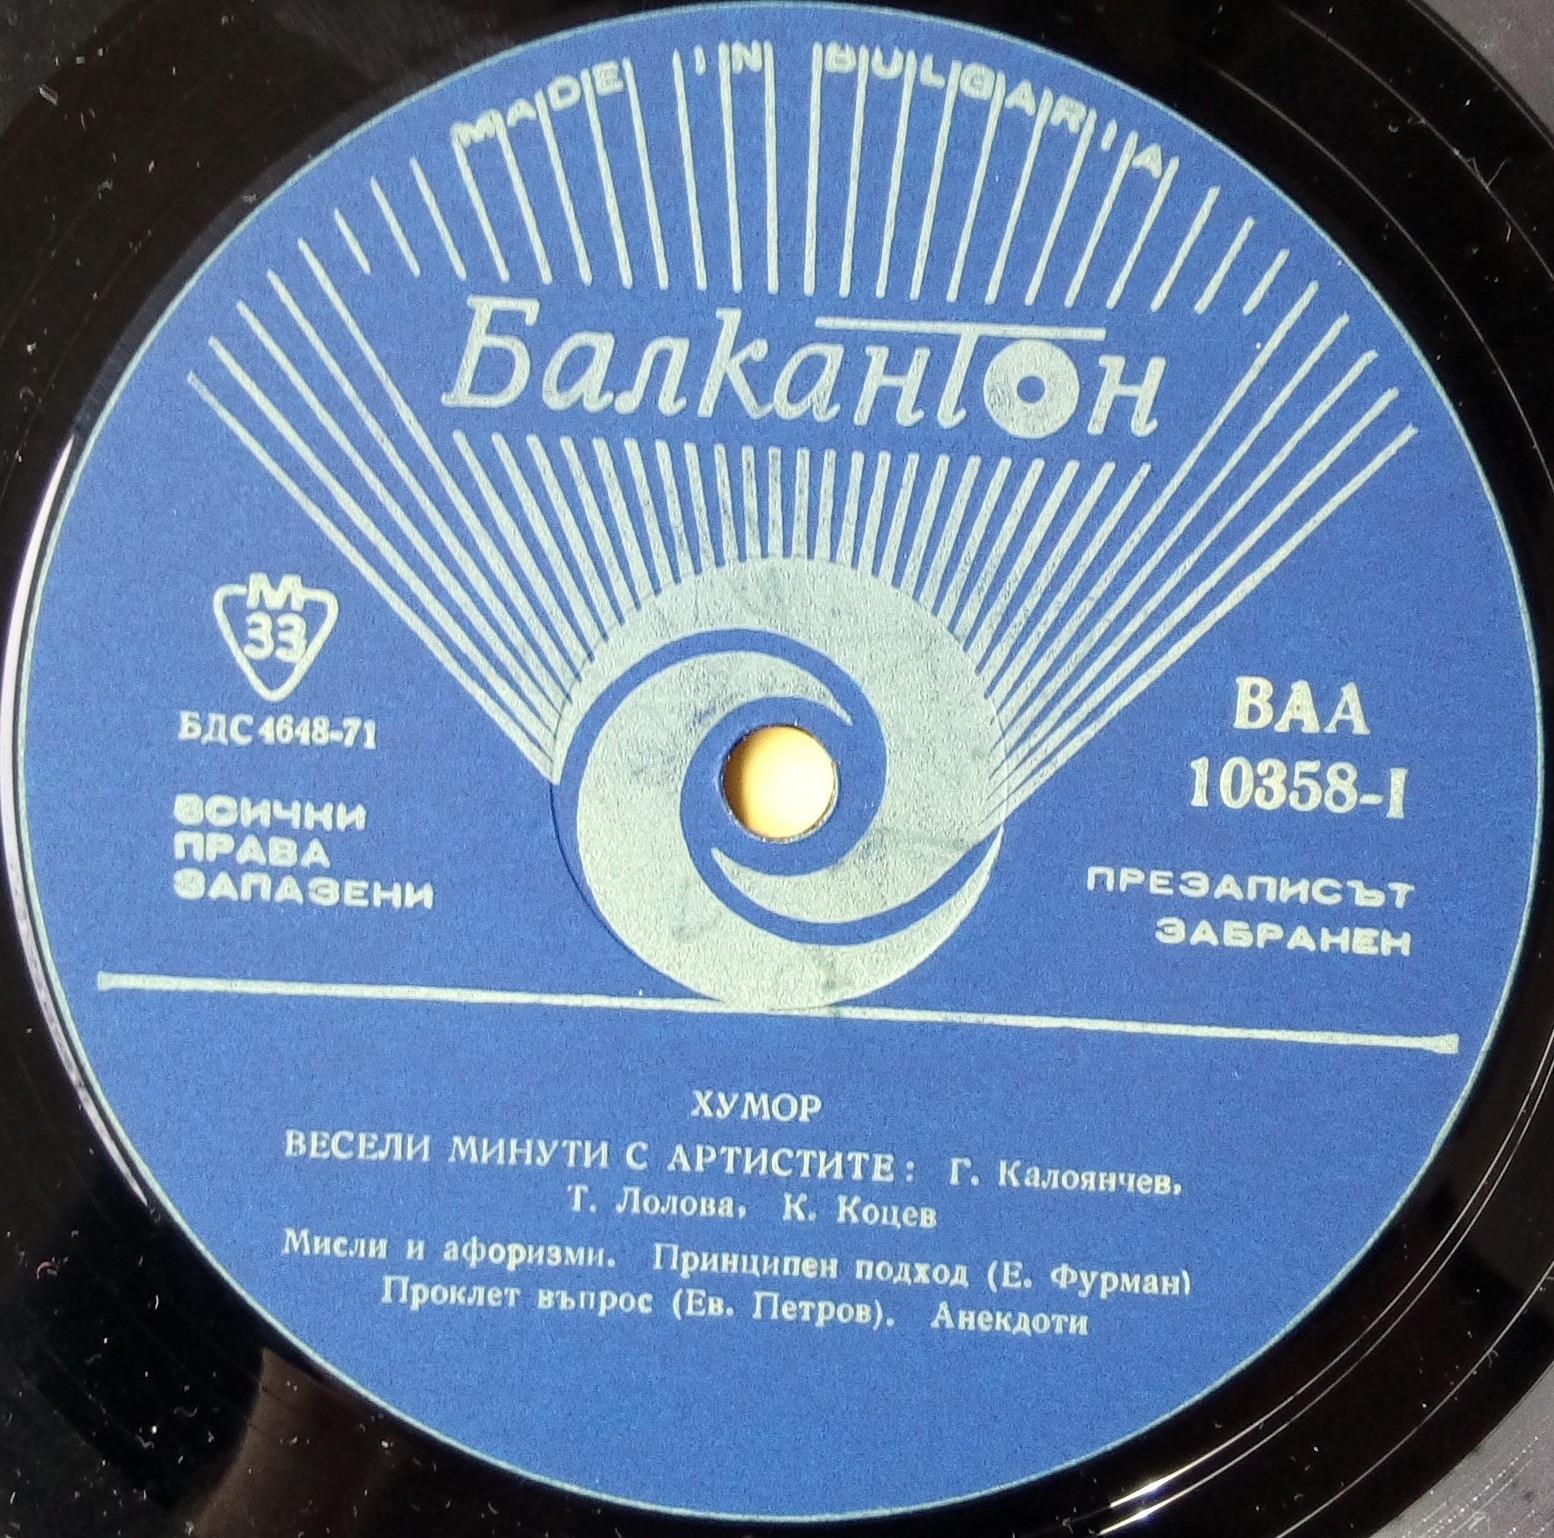 MADE IN BULGARIA
Балкантон
М
33
БДС 4648-71
ВСИЧКИ
ПРАВА
ЗАПАЗЕНИ
ВАА
10358-I
ПРЕЗАПИСЪТ
ЗАБРАНЕН
ХУМОР
ВЕСЕЛИ МИНУТИ С АРТИСТИТЕ: Г. Калоянчев,
Т. Лолова, К. Коцев
Мисли и афоризми. Принципен подход (Е. Фурман)
Проклет въпрос (Ев. Петров). Анекдоти